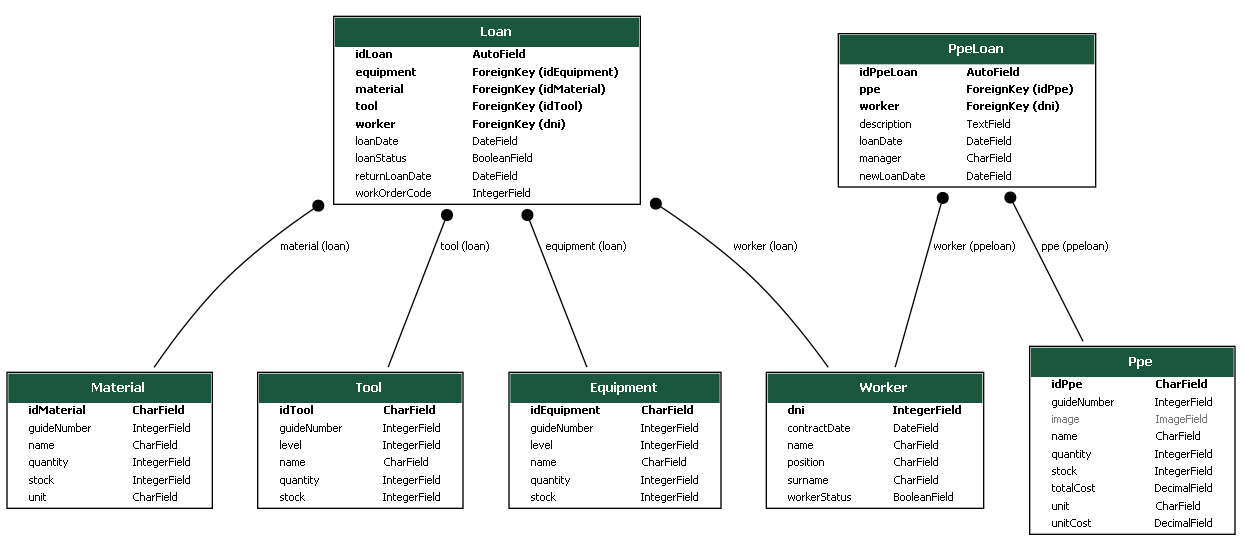 Loan
idLoan AutoField
equipment ForeignKey (idEquipment)
material ForeignKey (idMaterial)
tool ForeignKey (idTool)
worker ForeignKey (dni)
loanDate DateField
loanStatus BooleanField
returnLoanDate DateField
workOrderCode IntegerField
PpeLoan
idPpeLoan AutoField
ppe ForeignKey (idPpe)
worker ForeignKey (dni)
description TextField
loanDate DateField
manager CharField
newLoanDate DateField
material (loan)
tool (loan)
equipment (loan)
worker (loan)
worker (ppeloan)
ppe (ppeloan)
Material
idMaterial CharField
guideNumber IntegerField
name CharField
quantity IntegerField
stock IntegerField
unit CharField
Tool
idTool CharField
guideNumber IntegerField
level IntegerField
name CharField
quantity IntegerField
stock IntegerField
Equipment
idEquipment CharField
guideNumber IntegerField
level IntegerField
name CharField
quantity IntegerField
stock IntegerField
Worker
dni IntegerField
contractDate DateField
name CharField
position CharField
surname CharField
workerStatus BooleanField
Ppe
idPpe CharField
guideNumber IntegerField
image ImageField
name CharField
quantity IntegerField
stock IntegerField
totalCost DecimalField
unit CharField
unitCost DecimalField